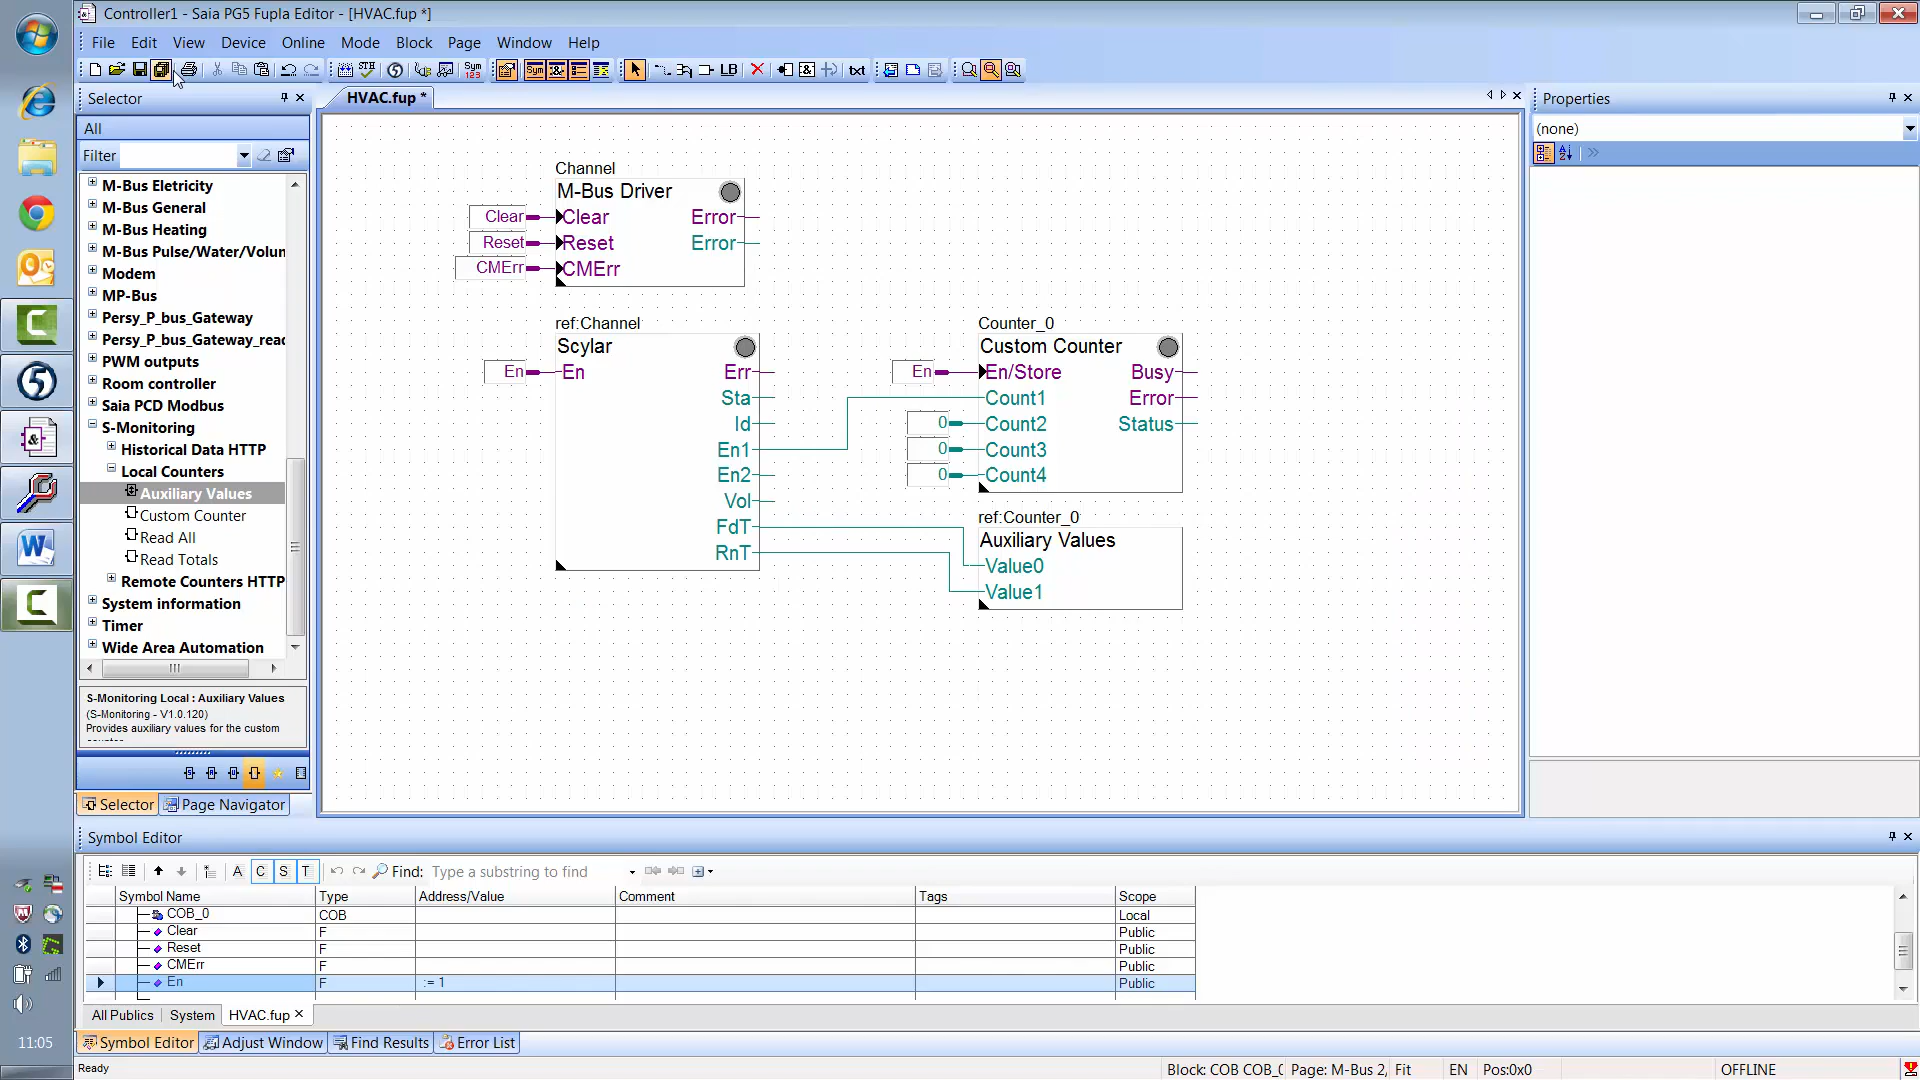 Controller1 - Saia PG5 Fupla Editor - [HVAC.fup *]
File Edit View Device Online Mode Block Page Window Help
STH Sym 123 Sym LB txt
Selector
HVAC.fup *
Properties
All
(none)
Filter
M-Bus Eletricity
M-Bus General
M-Bus Heating
M-Bus Pulse/Water/Volun
Modem
MP-Bus
Persy_P_bus_Gateway
Persy_P_bus_Gateway_reac
PWM outputs
Room controller
Saia PCD Modbus
S-Monitoring
Historical Data HTTP
Local Counters
Auxiliary Values
Custom Counter
Read All
Read Totals
Remote Counters HTTP
System information
Timer
Wide Area Automation
S-Monitoring Local : Auxiliary Values
(S-Monitoring - V1.0.120)
Provides auxiliary values for the custom
Selector Page Navigator
Channel
M-Bus Driver
Clear Clear Error
Reset Reset Error
CMErr CMErr
ref:Channel
Scylar
En En Err
Sta
Id
En1
En2
Vol
FdT
RnT
Counter_0
Custom Counter
En En/Store Busy
Count1 Error
0 Count2 Status
0 Count3
0 Count4
ref:Counter_0
Auxiliary Values
Value0
Value1
Symbol Editor
A C S T Find: Type a substring to find
Symbol Name Type Address/Value Comment Tags Scope
COB_0 COB Local
Clear F Public
Reset F Public
CMErr F Public
En F := 1 Public
All Publics System HVAC.fup
Symbol Editor Adjust Window Find Results Error List
11:05
Ready Block: COB COB_0 Page: M-Bus 2, Fit EN Pos:0x0 OFFLINE